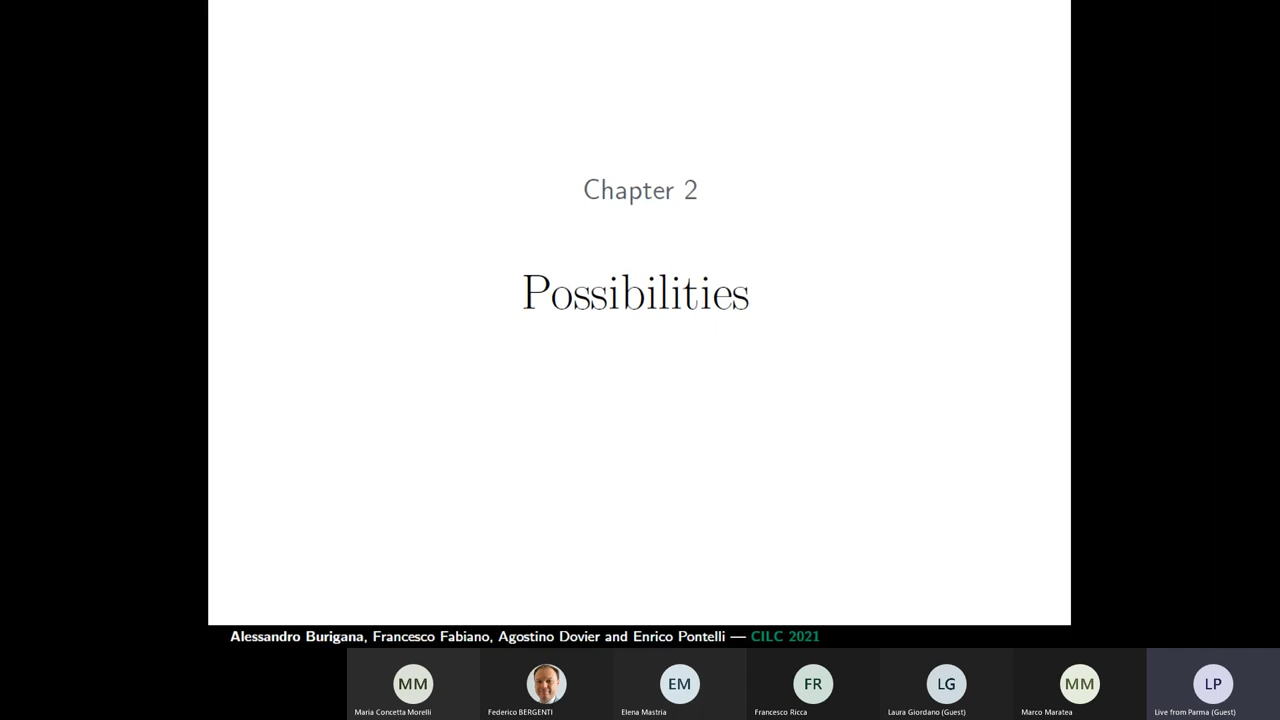 Chapter 2
Possibilities
Alessandro Burigana, Francesco Fabiano, Agostino Dovier and Enrico Pontelli — CILC 2021
MM
EM
FR
LG
MM
LP
Maria Concetta Morelli
Federico BERGENTI
Elena Mastria
Francesco Ricca
Laura Giordano (Guest)
Marco Maratea
Live from Parma (Guest)